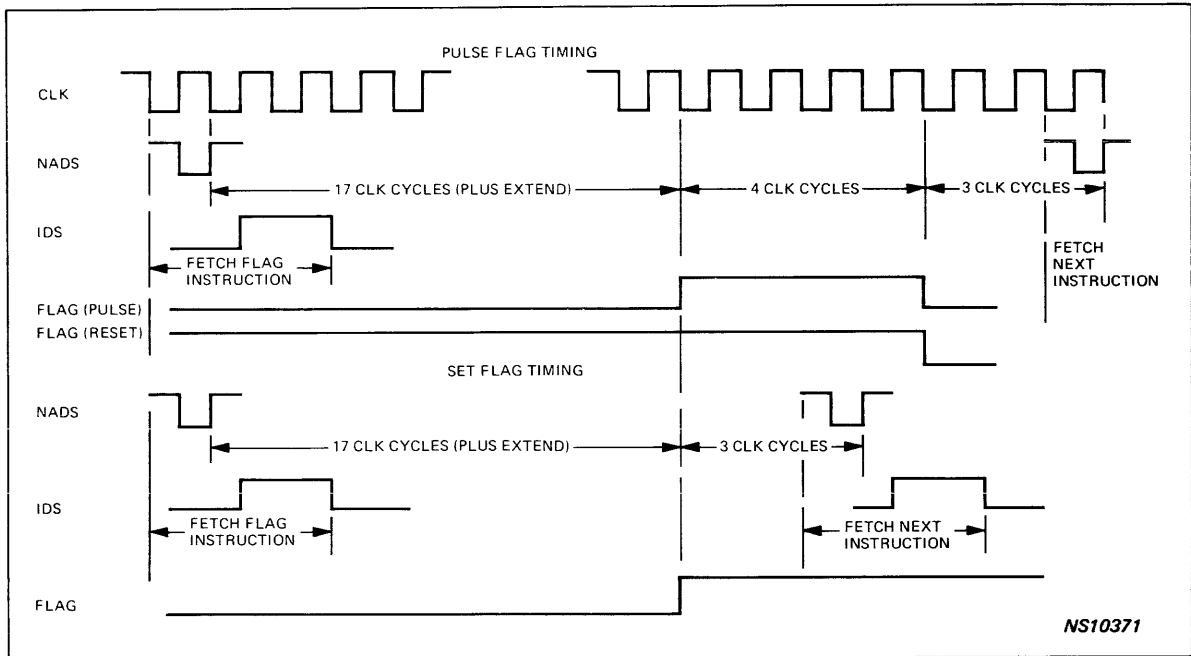 PULSE FLAG TIMING
CLK
NADS
17 CLK CYCLES (PLUS EXTEND)
4 CLK CYCLES
3 CLK CYCLES
IDS
FETCH FLAG
INSTRUCTION
FETCH
NEXT
INSTRUCTION
FLAG (PULSE)
FLAG (RESET)
SET FLAG TIMING
NADS
17 CLK CYCLES (PLUS EXTEND)
3 CLK CYCLES
IDS
FETCH FLAG
INSTRUCTION
FETCH NEXT
INSTRUCTION
FLAG
NS10371